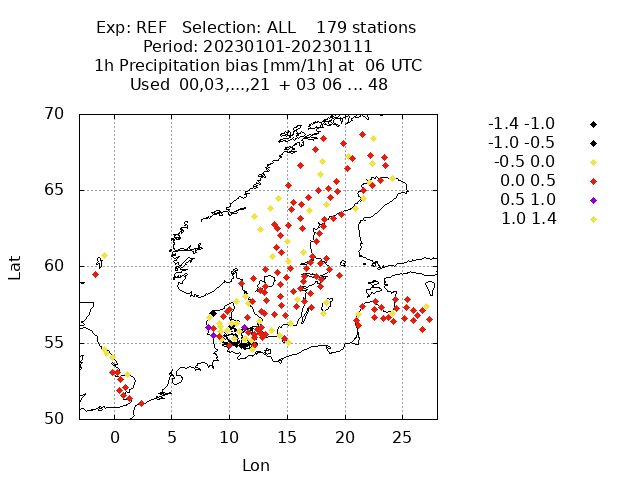 Exp: REF   Selection: ALL    179 stations
Period: 20230101-20230111
1h Precipitation bias [mm/1h] at  06 UTC
Used  00,03,...,21  + 03 06 ... 48
-1.4 -1.0
-1.0 -0.5
-0.5 0.0
0.0 0.5
0.5 1.0
1.0 1.4
70
65
60
55
50
Lat
0 5 10 15 20 25
Lon